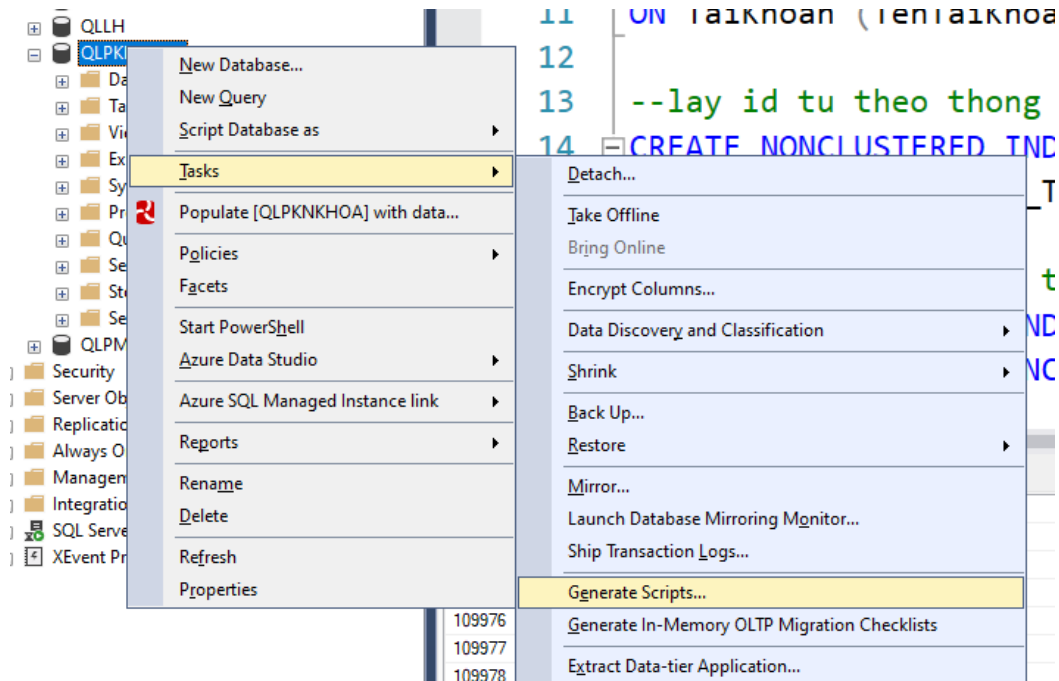 QLLH
QLPK
Da
Ta
Vi
Ex
Sy
Pr
Qu
Se
Sto
Se
QLPM
Security
Server Ob
Replicatio
Always O
Managem
Integratio
SQL Serve
XEvent Pr
New Database...
New Query
Script Database as
Tasks
Populate [QLPKNKHOA] with data...
Policies
Facets
Start PowerShell
Azure Data Studio
Azure SQL Managed Instance link
Reports
Rename
Delete
Refresh
Properties
Detach...
Take Offline
Bring Online
Encrypt Columns...
Data Discovery and Classification
Shrink
Back Up...
Restore
Mirror...
Launch Database Mirroring Monitor...
Ship Transaction Logs...
Generate Scripts...
Generate In-Memory OLTP Migration Checklists
Extract Data-tier Application...
11 ON TaiKhoan (TenTaiKhoa
12
13 --lay id tu theo thong
14 CREATE NONCLUSTERED IND
_T
t
ND
NC
109976
109977
109978